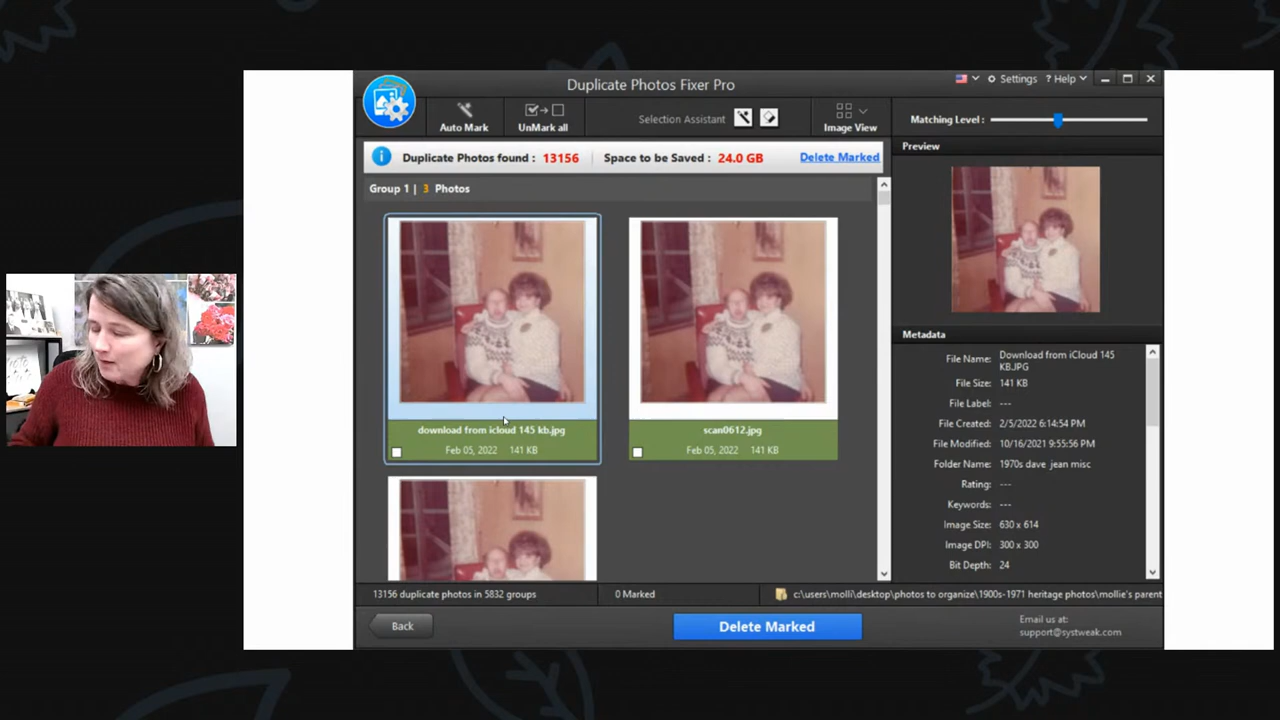 Duplicate Photos Fixer Pro
Settings
? Help
Auto Mark
UnMark all
Selection Assistant
Image View
Matching Level :
Duplicate Photos found : 13156
Space to be Saved : 24.0 GB
Delete Marked
Preview
Group 1 | 3 Photos
download from icloud 145 kb.jpg
Feb 05, 2022 141 KB
scan0612.jpg
Feb 05, 2022 141 KB
Metadata
File Name: Download from iCloud 145
KB.JPG
File Size: 141 KB
File Label: ---
File Created: 2/5/2022 6:14:54 PM
File Modified: 10/16/2021 9:55:56 PM
Folder Name: 1970s dave jean misc
Rating: ---
Keywords: ---
Image Size: 630 x 614
Image DPI: 300 x 300
Bit Depth: 24
13156 duplicate photos in 5832 groups
0 Marked
c:\users\molli\desktop\photos to organize\1900s-1971 heritage photos\mollie's parent
Back
Delete Marked
Email us at:
support@systweak.com